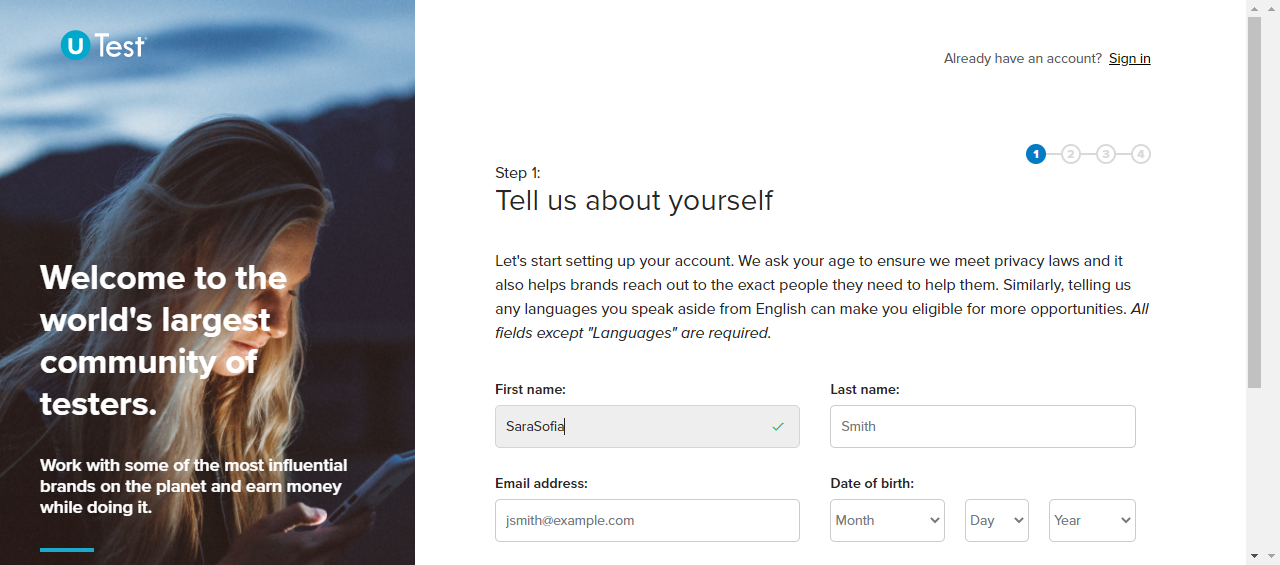 U Test
Already have an account? Sign in
1 2 3 4
Step 1:
Tell us about yourself
Let's start setting up your account. We ask your age to ensure we meet privacy laws and it
also helps brands reach out to the exact people they need to help them. Similarly, telling us
any languages you speak aside from English can make you eligible for more opportunities. All
fields except "Languages" are required.
Welcome to the
world's largest
community of
testers.
Work with some of the most influential
brands on the planet and earn money
while doing it.
First name: Last name:
SaraSofia Smith
Email address: Date of birth:
jsmith@example.com Month Day Year